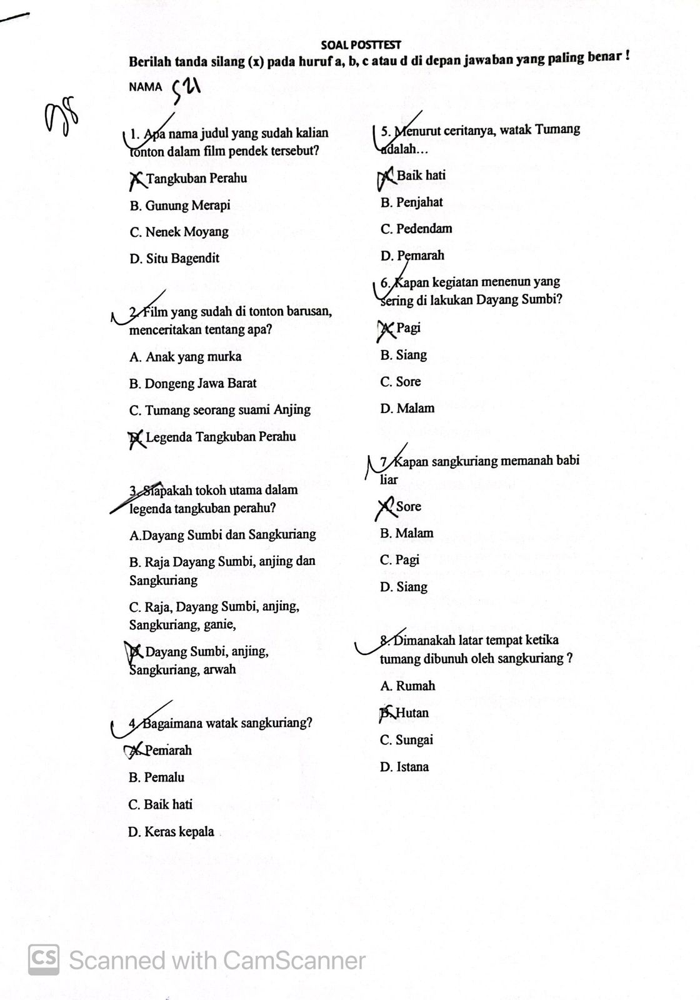 SOAL POSTTEST
Berilah tanda silang (x) pada huruf a, b, c atau d di depan jawaban yang paling benar !
NAMA S21
98
1. Apa nama judul yang sudah kalian
tonton dalam film pendek tersebut?
A. Tangkuban Perahu
B. Gunung Merapi
C. Nenek Moyang
D. Situ Bagendit
2. Film yang sudah di tonton barusan,
menceritakan tentang apa?
A. Anak yang murka
B. Dongeng Jawa Barat
C. Tumang seorang suami Anjing
D. Legenda Tangkuban Perahu
3. Siapakah tokoh utama dalam
legenda tangkuban perahu?
A.Dayang Sumbi dan Sangkuriang
B. Raja Dayang Sumbi, anjing dan
Sangkuriang
C. Raja, Dayang Sumbi, anjing,
Sangkuriang, ganie,
D. Dayang Sumbi, anjing,
Sangkuriang, arwah
4. Bagaimana watak sangkuriang?
A. Pemarah
B. Pemalu
C. Baik hati
D. Keras kepala
5. Menurut ceritanya, watak Tumang
adalah...
A. Baik hati
B. Penjahat
C. Pedendam
D. Pemarah
6. Kapan kegiatan menenun yang
sering di lakukan Dayang Sumbi?
A. Pagi
B. Siang
C. Sore
D. Malam
7 Kapan sangkuriang memanah babi
liar
A. Sore
B. Malam
C. Pagi
D. Siang
8. Dimanakah latar tempat ketika
tumang dibunuh oleh sangkuriang ?
A. Rumah
B. Hutan
C. Sungai
D. Istana
CS Scanned with CamScanner